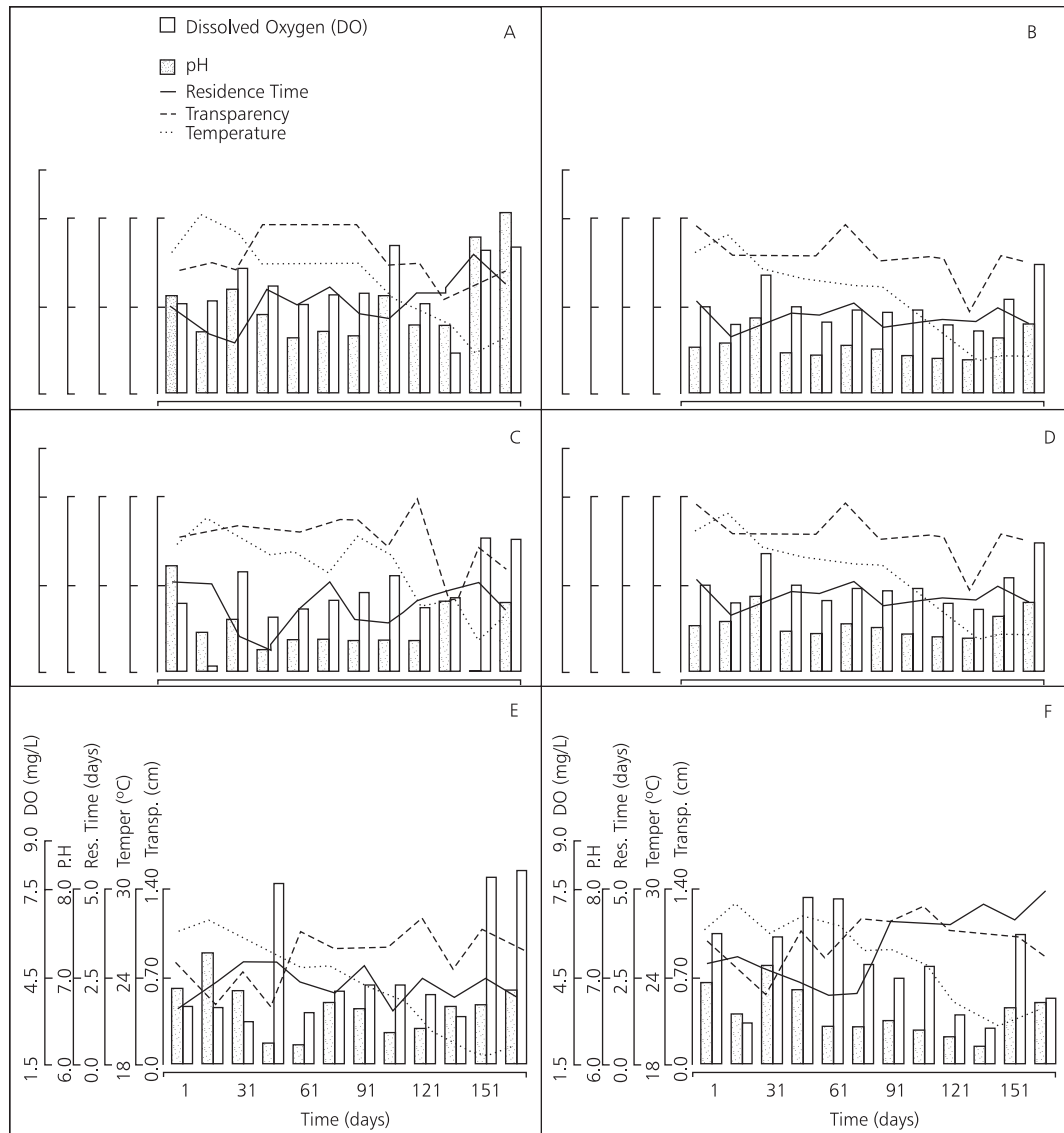 A
Dissolved Oxygen (DO)
pH
Residence Time
Transparency
Temperature
B
C
D
E
DO (mg/L)
9.0
7.5
4.5
1.5
P.H
8.0
7.0
6.0
Res. Time (days)
5.0
2.5
0.0
Temper (ºC)
30
24
18
Transp. (cm)
1.40
0.70
0.0
1 31 61 91 121 151
Time (days)
F
DO (mg/L)
9.0
7.5
4.5
1.5
P.H
8.0
7.0
6.0
Res. Time (days)
5.0
2.5
0.0
Temper (ºC)
30
24
18
Transp. (cm)
1.40
0.70
0.0
1 31 61 91 121 151
Time (days)